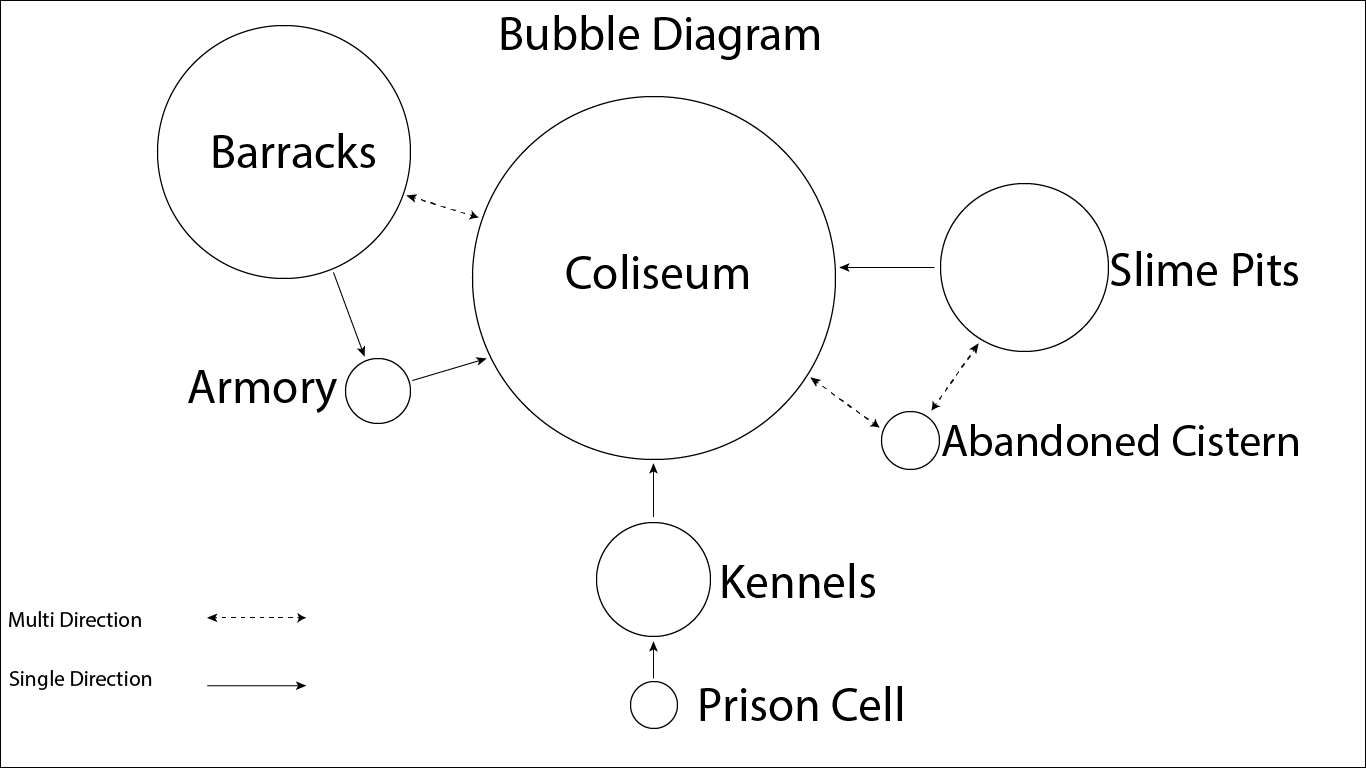 Bubble Diagram
Barracks
Coliseum
Slime Pits
Armory
Abandoned Cistern
Kennels
Multi Direction
Single Direction
Prison Cell